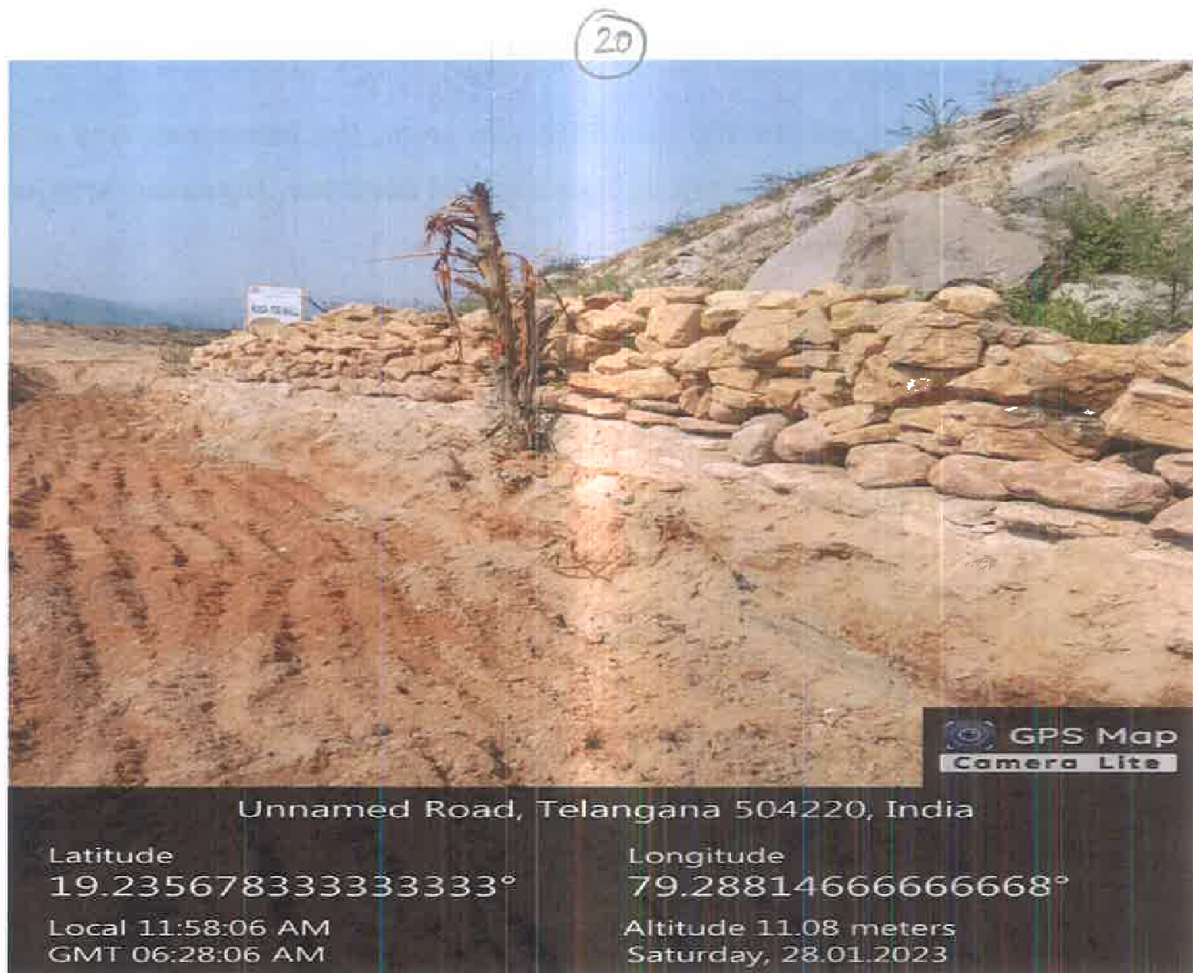 20
GPS Map
Camera Lite
Unnamed Road, Telangana 504220, India
Latitude
19.235678333333333°
Longitude
79.28814666666668°
Local 11:58:06 AM
GMT 06:28:06 AM
Altitude 11.08 meters
Saturday, 28.01.2023